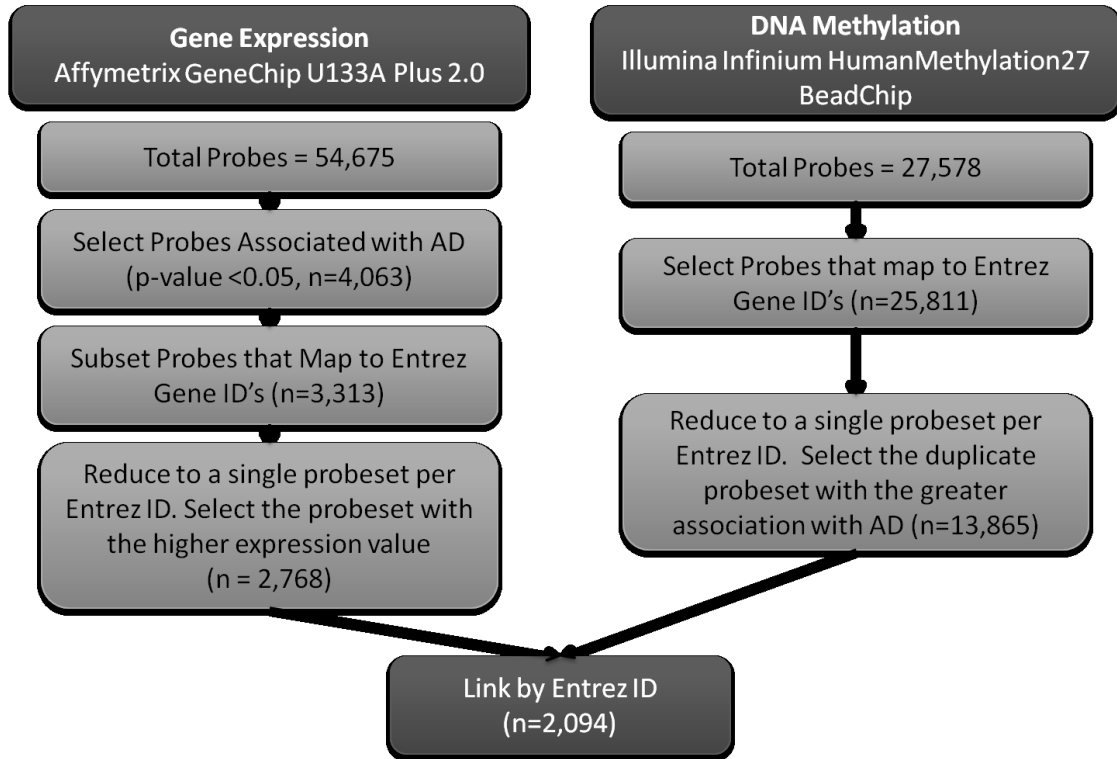 Gene Expression
Affymetrix GeneChip U133A Plus 2.0
Total Probes = 54,675
Select Probes Associated with AD
(p-value <0.05, n=4,063)
Subset Probes that Map to Entrez
Gene ID’s (n=3,313)
Reduce to a single probeset per
Entrez ID. Select the probeset with
the higher expression value
(n = 2,768)
DNA Methylation
Illumina Infinium HumanMethylation27
BeadChip
Total Probes = 27,578
Select Probes that map to Entrez
Gene ID’s (n=25,811)
Reduce to a single probeset per
Entrez ID.  Select the duplicate
probeset with the greater
association with AD (n=13,865)
Link by Entrez ID
(n=2,094)